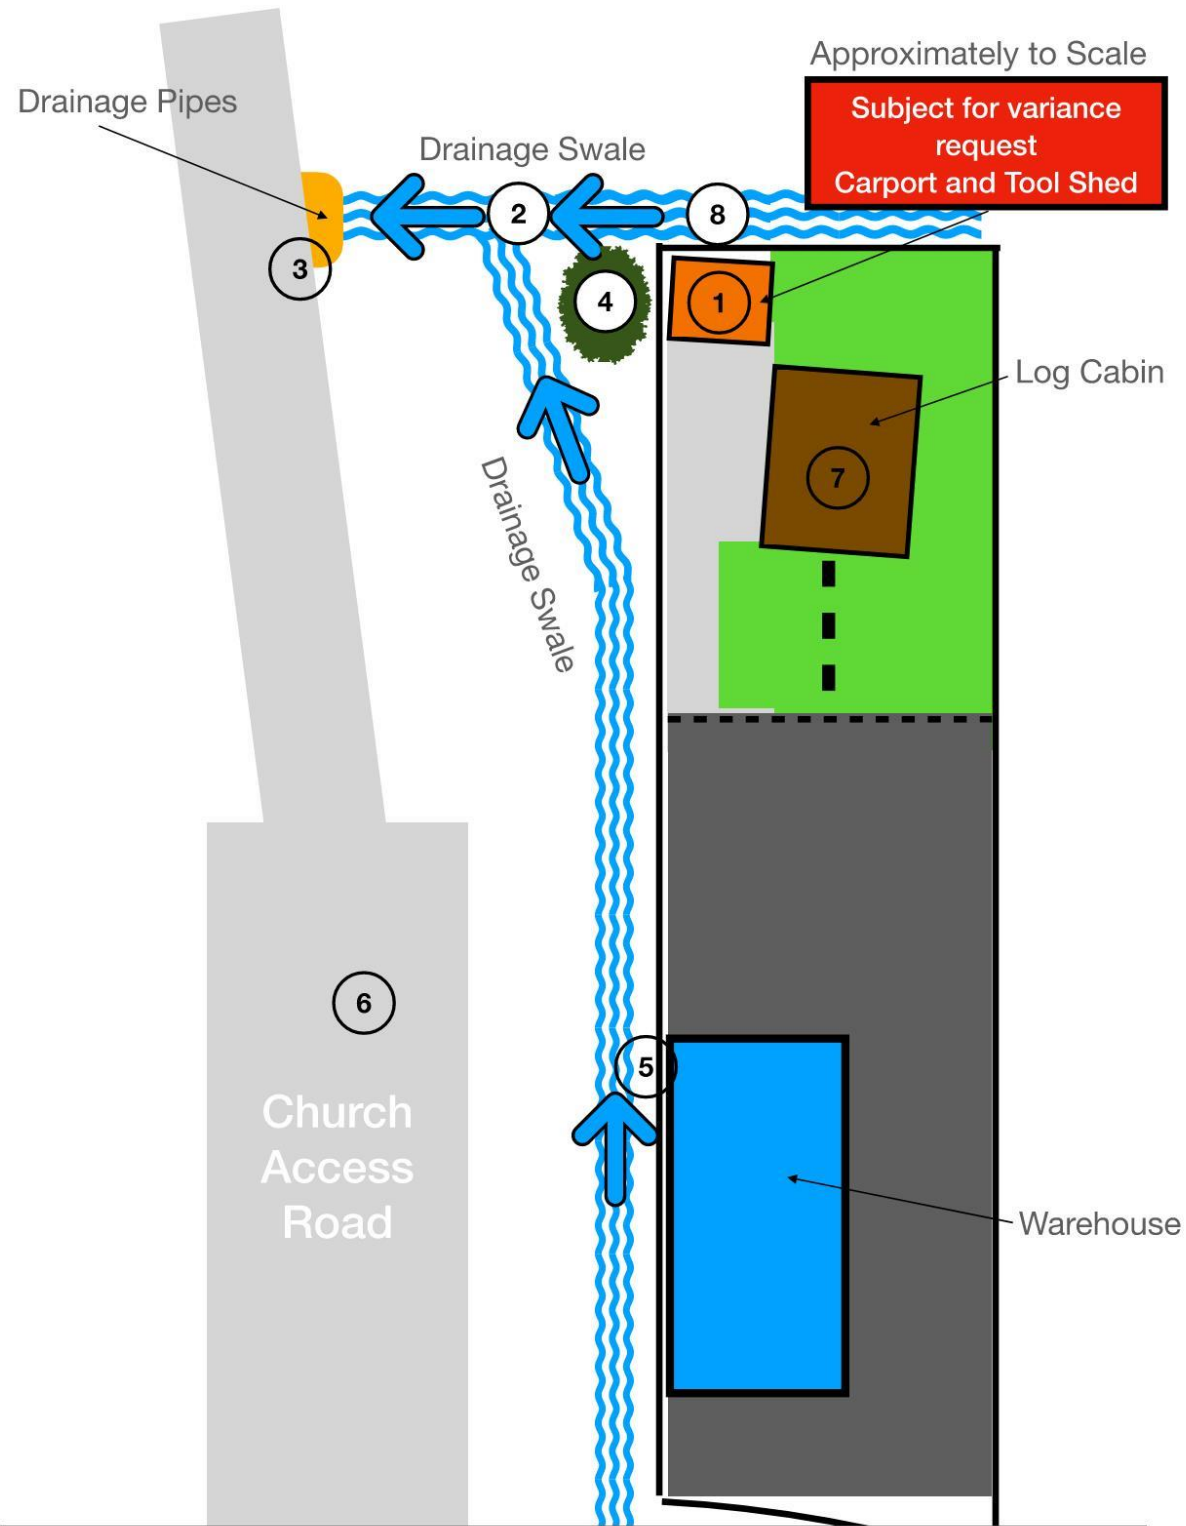 Approximately to Scale
Subject for variance
request
Carport and Tool Shed
Drainage Pipes
Drainage Swale
2
8
3
4
1
Log Cabin
7
Drainage Swale
6
5
Church
Access
Road
Warehouse